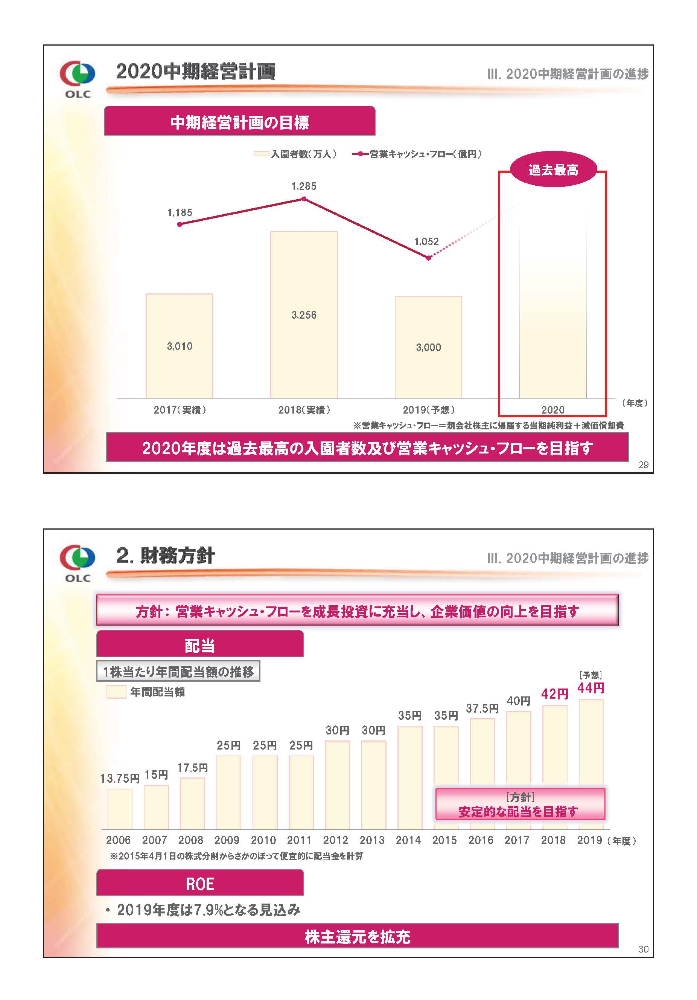 OLC
2020中期経営計画
III. 2020中期経営計画の進捗
中期経営計画の目標
入園者数(万人) 営業キャッシュ・フロー(億円)
過去最高
1,285
1,185
1,052
3,256
3,010
3,000
2017(実績) 2018(実績) 2019(予想) 2020 (年度)
※営業キャッシュ・フロー=親会社株主に帰属する当期純利益+減価償却費
2020年度は過去最高の入園者数及び営業キャッシュ・フローを目指す
29
OLC
2. 財務方針
III. 2020中期経営計画の進捗
方針: 営業キャッシュ・フローを成長投資に充当し、企業価値の向上を目指す
配当
1株当たり年間配当額の推移
年間配当額
13.75円 15円 17.5円 25円 25円 25円 30円 30円 35円 35円 37.5円 40円 42円 [予想] 44円
[方針]
安定的な配当を目指す
2006 2007 2008 2009 2010 2011 2012 2013 2014 2015 2016 2017 2018 2019 (年度)
※2015年4月1日の株式分割からさかのぼって便宜的に配当金を計算
ROE
・ 2019年度は7.9%となる見込み
株主還元を拡充
30